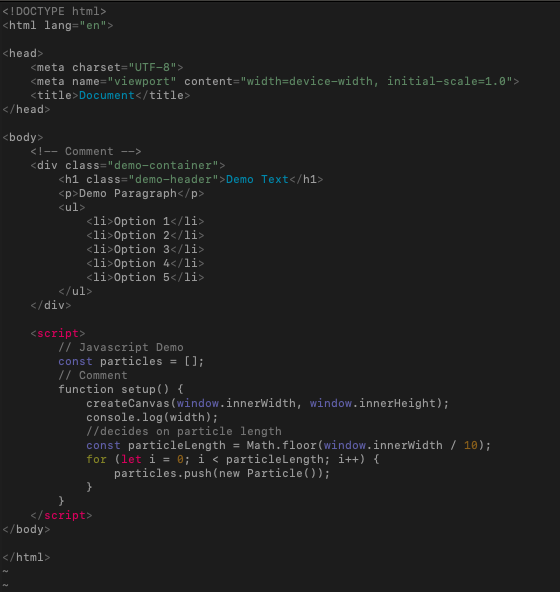 <!DOCTYPE html>
<html lang="en">

<head>
    <meta charset="UTF-8">
    <meta name="viewport" content="width=device-width, initial-scale=1.0">
    <title>Document</title>
</head>

<body>
    <!-- Comment -->
    <div class="demo-container">
        <h1 class="demo-header">Demo Text</h1>
        <p>Demo Paragraph</p>
        <ul>
            <li>Option 1</li>
            <li>Option 2</li>
            <li>Option 3</li>
            <li>Option 4</li>
            <li>Option 5</li>
        </ul>
    </div>

    <script>
        // Javascript Demo
        const particles = [];
        // Comment
        function setup() {
            createCanvas(window.innerWidth, window.innerHeight);
            console.log(width);
            //decides on particle length
            const particleLength = Math.floor(window.innerWidth / 10);
            for (let i = 0; i < particleLength; i++) {
                particles.push(new Particle());
            }
        }
    </script>
</body>

</html>
~
~